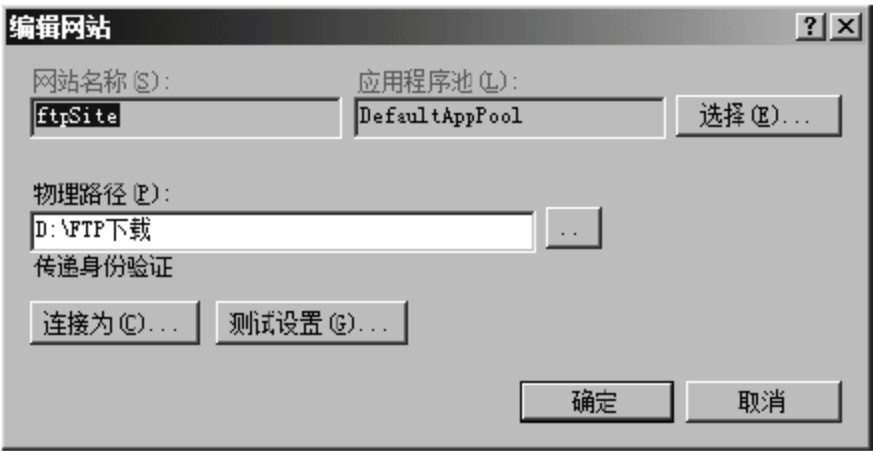 编辑网站
网站名称(S): 应用程序池(L):
ftpSite DefaultAppPool 选择(E)...
物理路径(P):
D:\FTP下载 ..
传递身份验证
连接为(C)... 测试设置(G)...
确定 取消